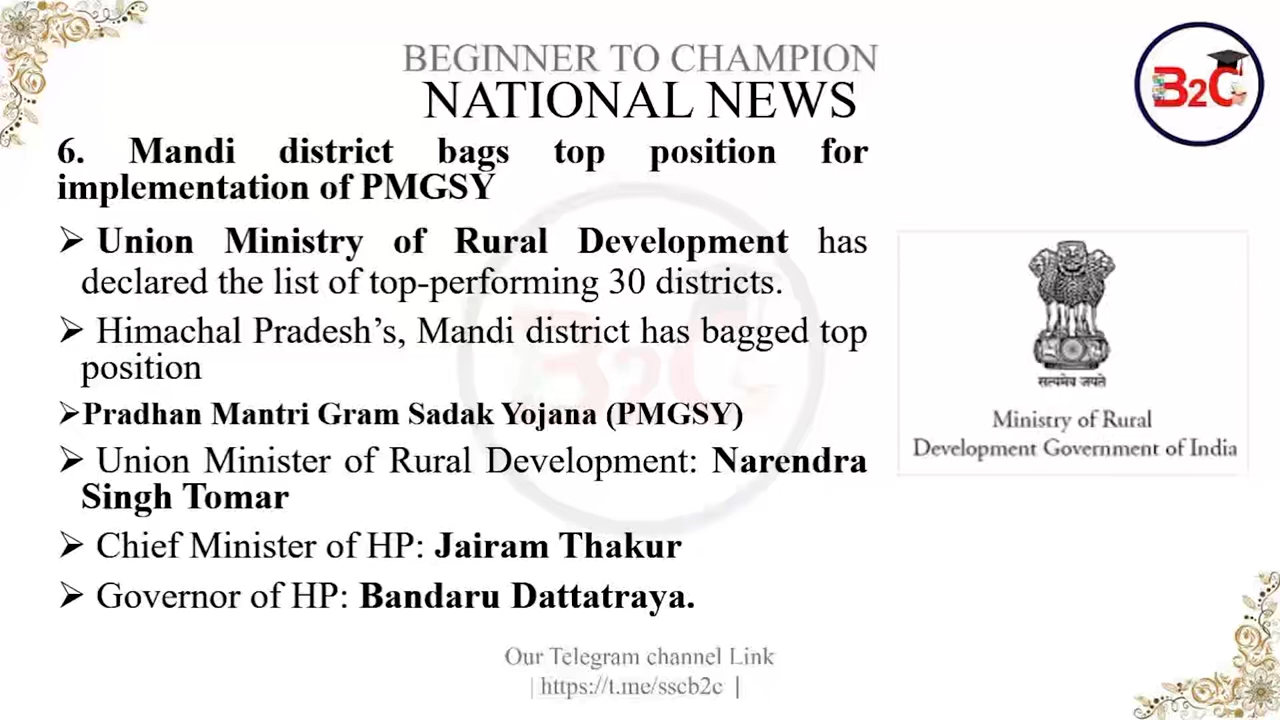 BEGINNER TO CHAMPION
NATIONAL NEWS
B2C
6. Mandi district bags top position for
implementation of PMGSY
➢ Union Ministry of Rural Development has
declared the list of top-performing 30 districts.
➢ Himachal Pradesh’s, Mandi district has bagged top
position
➢Pradhan Mantri Gram Sadak Yojana (PMGSY)
➢ Union Minister of Rural Development: Narendra
Singh Tomar
➢ Chief Minister of HP: Jairam Thakur
➢ Governor of HP: Bandaru Dattatraya.
B2C
सत्यमेव जयते
Ministry of Rural
Development Government of India
Our Telegram channel Link
| https://t.me/sscb2c |